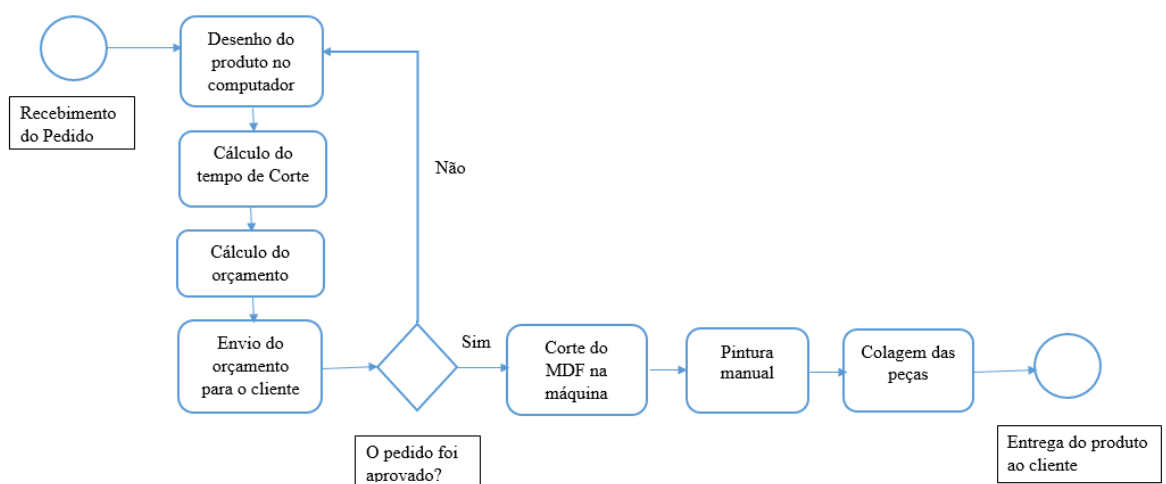 Recebimento
do Pedido
Desenho do
produto no
computador
Cálculo do
tempo de Corte
Cálculo do
orçamento
Envio do
orçamento
para o cliente
Não
Sim
O pedido foi
aprovado?
Corte do
MDF na
máquina
Pintura
manual
Colagem das
peças
Entrega do produto
ao cliente